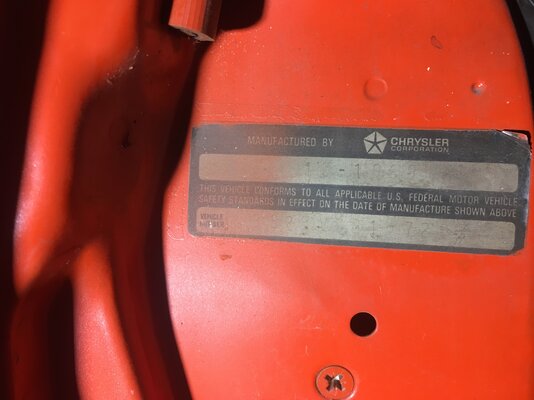 MANUFACTURED BY CHRYSLER CORPORATION
THIS VEHICLE CONFORMS TO ALL APPLICABLE U.S. FEDERAL MOTOR VEHICLE
SAFETY STANDARDS IN EFFECT ON THE DATE OF MANUFACTURE SHOWN ABOVE
VEHICLE
NUMBER